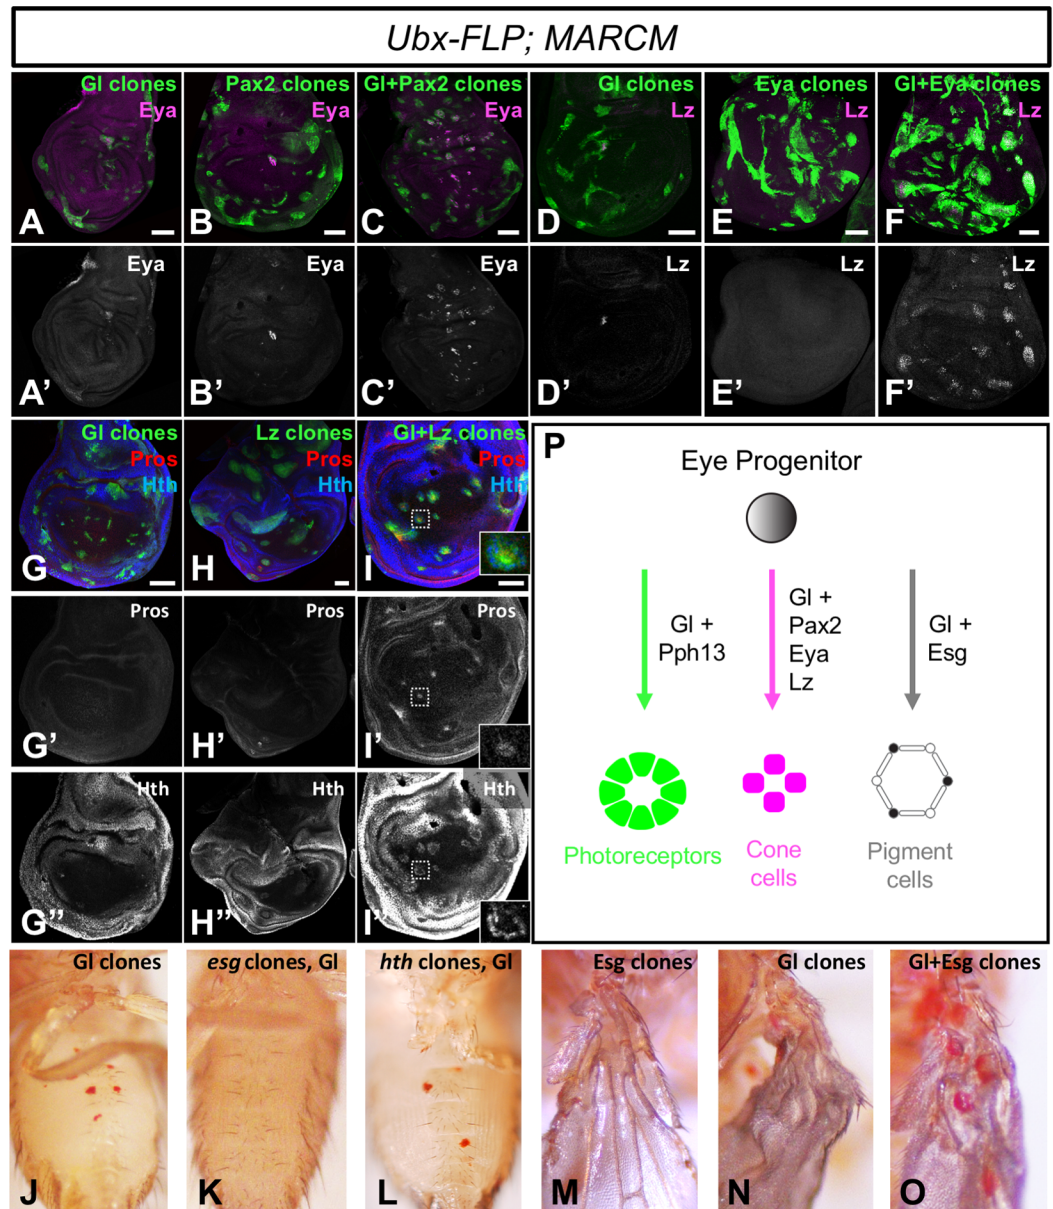 Ubx-FLP; MARCM
Gl clones
Eya
A
Pax2 clones
Eya
B
Gl+Pax2 clones
Eya
C
Gl clones
Lz
D
Eya clones
Lz
E
Gl+Eya clones
Lz
F
Eya
A’
Eya
B’
Eya
C’
Lz
D’
Lz
E’
Lz
F’
Gl clones
Pros
Hth
G
Lz clones
Pros
Hth
H
Gl+Lz clones
Pros
Hth
I
Pros
G’
Pros
H’
Pros
I’
Hth
G’’
Hth
H’’
Hth
I’’
P
Eye Progenitor
Gl +
Pph13
Gl +
Pax2
Eya
Lz
Gl +
Esg
Photoreceptors
Cone
cells
Pigment
cells
Gl clones
J
esg clones, Gl
K
hth clones, Gl
L
Esg clones
M
Gl clones
N
Gl+Esg clones
O